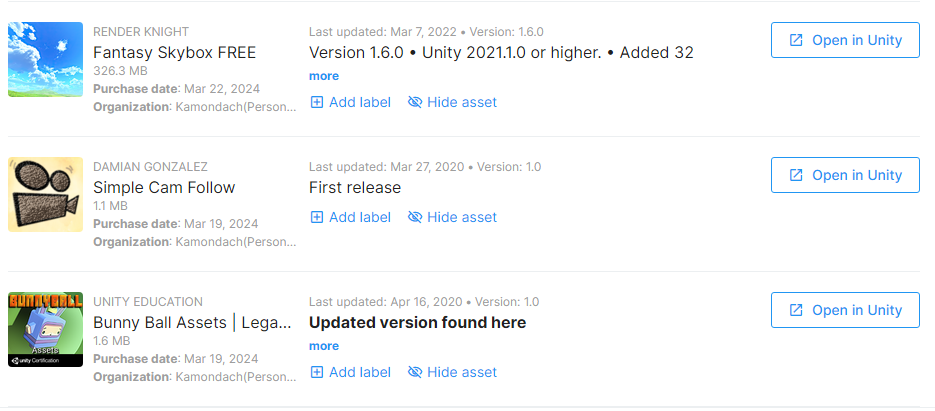 RENDER KNIGHT
Fantasy Skybox FREE
326.3 MB
Purchase date: Mar 22, 2024
Organization: Kamondach(Person...
Last updated: Mar 7, 2022 • Version: 1.6.0
Version 1.6.0 • Unity 2021.1.0 or higher. • Added 32
more
Add label Hide asset
Open in Unity
DAMIAN GONZALEZ
Simple Cam Follow
1.1 MB
Purchase date: Mar 19, 2024
Organization: Kamondach(Person...
Last updated: Mar 27, 2020 • Version: 1.0
First release
Add label Hide asset
Open in Unity
BUNNYBALL
Assets
unity Certification
UNITY EDUCATION
Bunny Ball Assets | Lega...
1.6 MB
Purchase date: Mar 19, 2024
Organization: Kamondach(Person...
Last updated: Apr 16, 2020 • Version: 1.0
Updated version found here
more
Add label Hide asset
Open in Unity